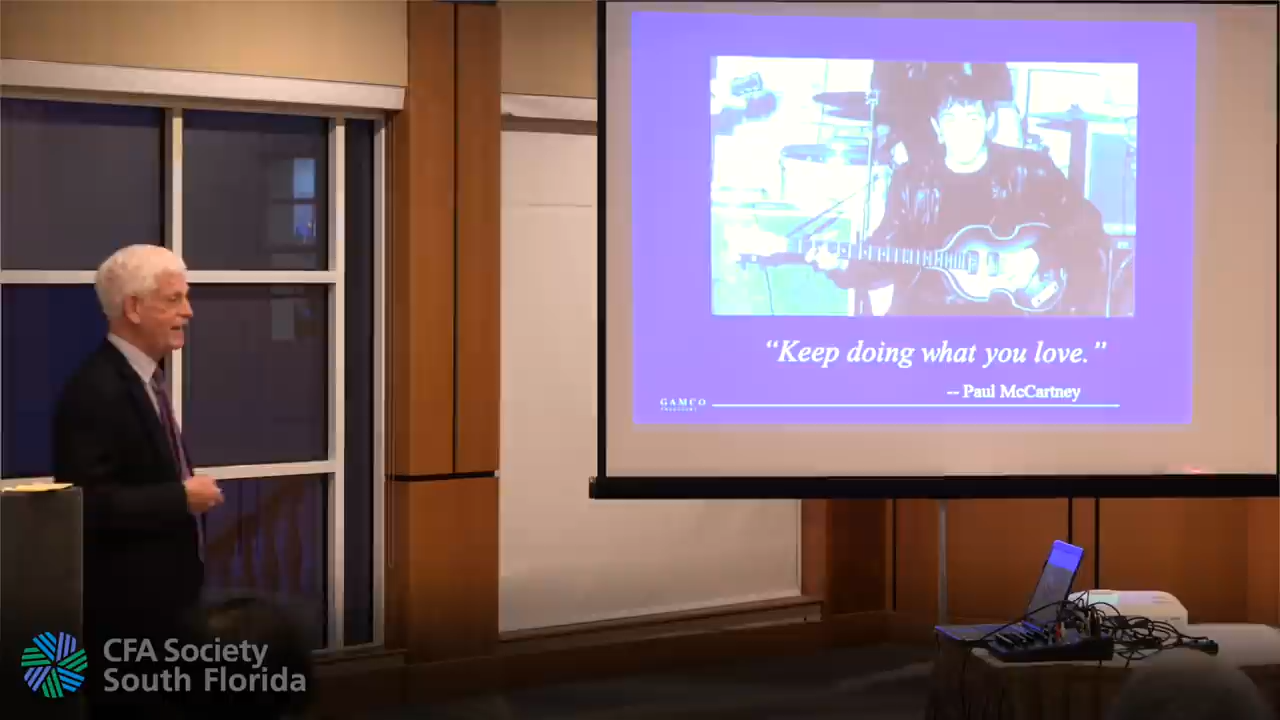 “Keep doing what you love.”
-- Paul McCartney
GAMCO
CFA Society
South Florida